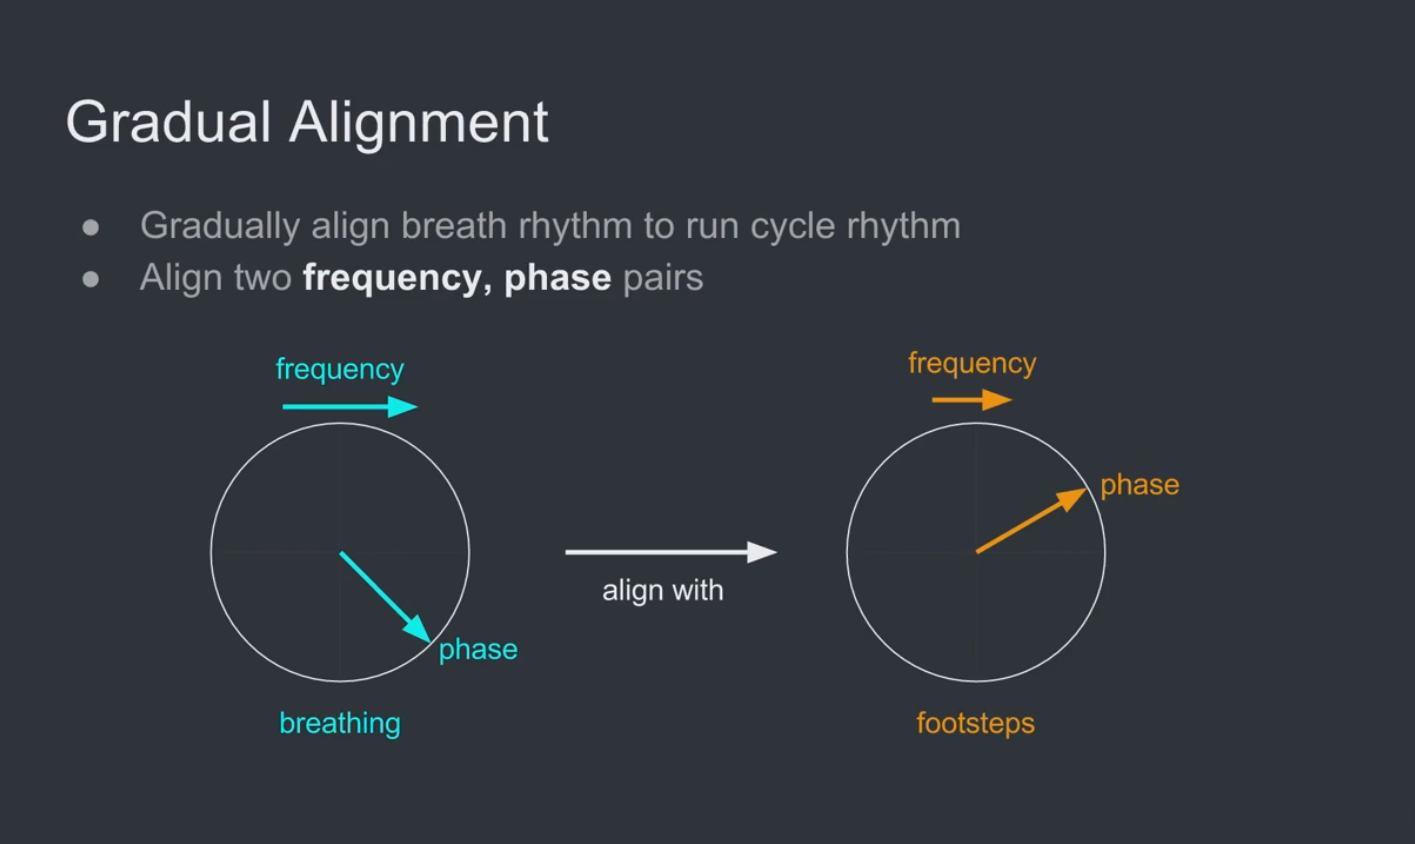 Gradual Alignment
● Gradually align breath rhythm to run cycle rhythm
● Align two frequency, phase pairs
frequency
frequency
phase
align with
phase
breathing
footsteps